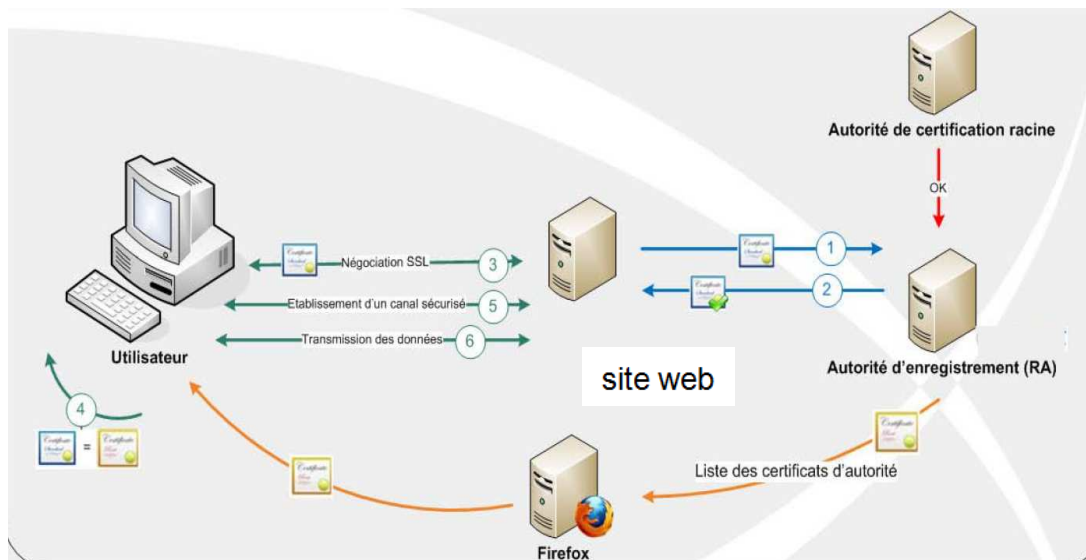 Autorité de certification racine
OK
1
Négociation SSL
3
2
Etablissement d'un canal sécurisé
5
Transmission des données
6
Utilisateur
Autorité d'enregistrement (RA)
site web
4
=
Liste des certificats d'autorité
Firefox